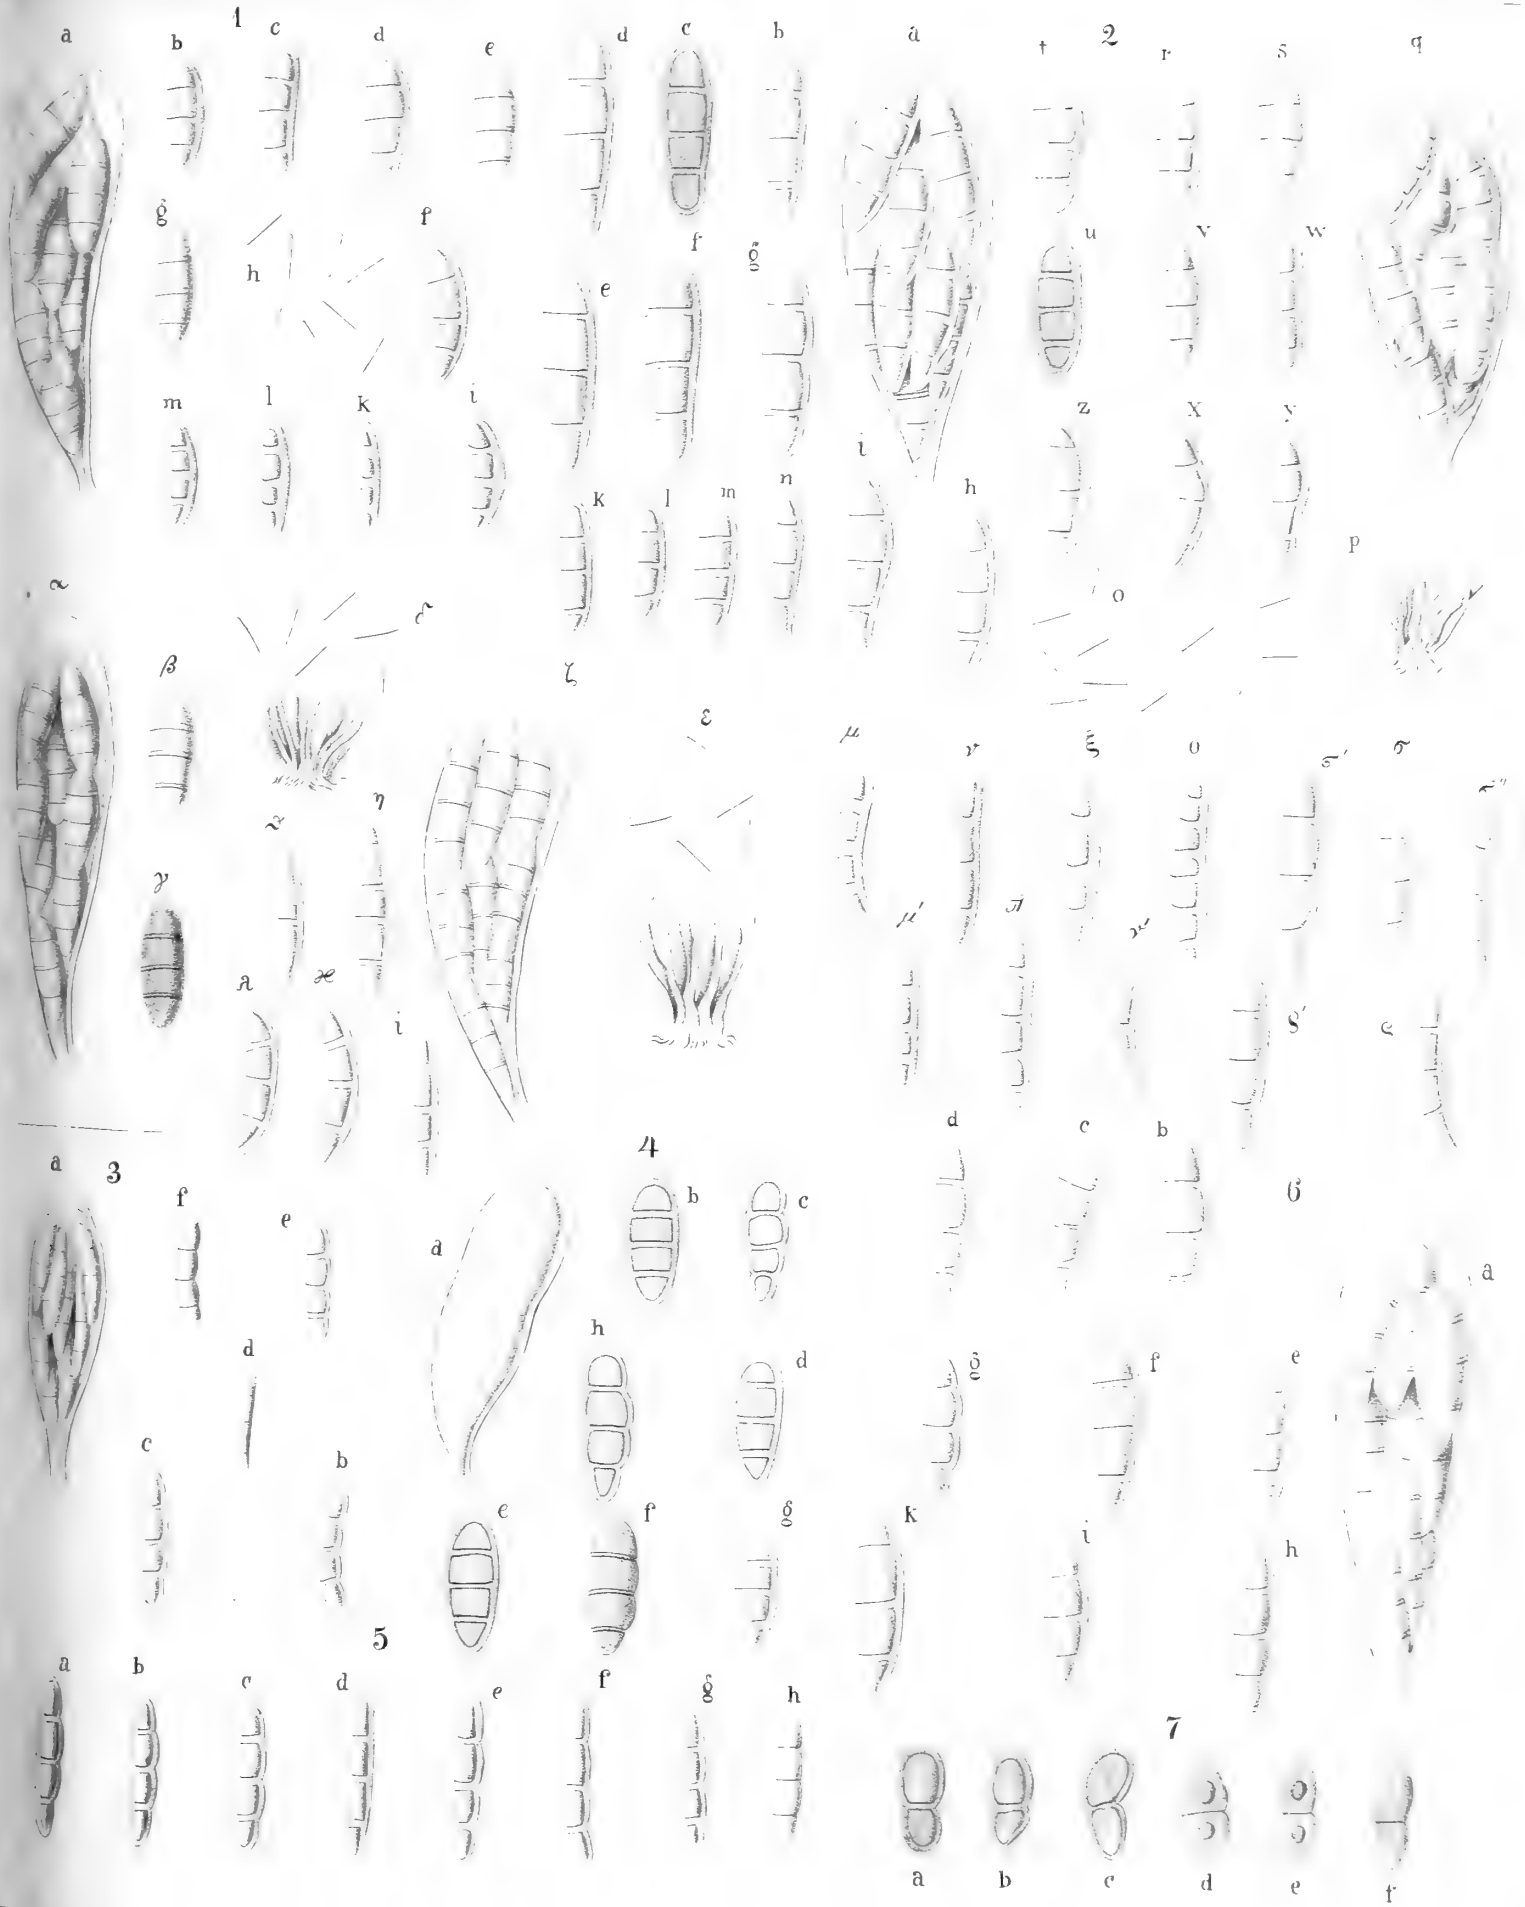 1 2
a b c d e d c b a t r s q
g h f e f g u v w
m l k i k l m n i h z x y
α β δ ζ ε o p
γ η μ ν ξ ο σ' σ σ''
λ æ i μ' π ν' ς' ς
3 4 6
a f e a b c d c b a
d h d g f e
c b e f g k i h
5 7
a b c d e f g h
a b c d e f